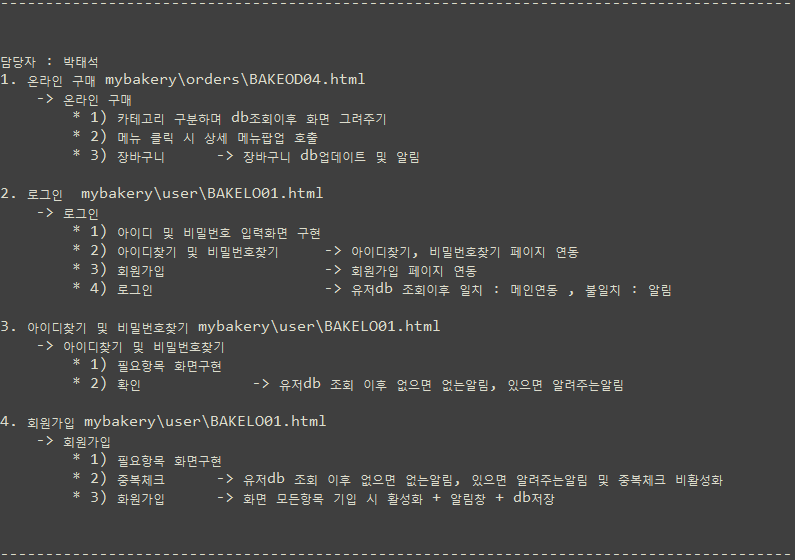 담당자 : 박태석
1. 온라인 구매 mybakery\orders\BAKEOD04.html
-> 온라인 구매
* 1) 카테고리 구분하며 db조회이후 화면 그려주기
* 2) 메뉴 클릭 시 상세 메뉴팝업 호출
* 3) 장바구니 -> 장바구니 db업데이트 및 알림
2. 로그인 mybakery\user\BAKELO01.html
-> 로그인
* 1) 아이디 및 비밀번호 입력화면 구현
* 2) 아이디찾기 및 비밀번호찾기 -> 아이디찾기, 비밀번호찾기 페이지 연동
* 3) 회원가입 -> 회원가입 페이지 연동
* 4) 로그인 -> 유저db 조회이후 일치 : 메인연동 , 불일치 : 알림
3. 아이디찾기 및 비밀번호찾기 mybakery\user\BAKELO01.html
-> 아이디찾기 및 비밀번호찾기
* 1) 필요항목 화면구현
* 2) 확인 -> 유저db 조회 이후 없으면 없는알림, 있으면 알려주는알림
4. 회원가입 mybakery\user\BAKELO01.html
-> 회원가입
* 1) 필요항목 화면구현
* 2) 중복체크 -> 유저db 조회 이후 없으면 없는알림, 있으면 알려주는알림 및 중복체크 비활성화
* 3) 화원가입 -> 화면 모든항목 기입 시 활성화 + 알림창 + db저장